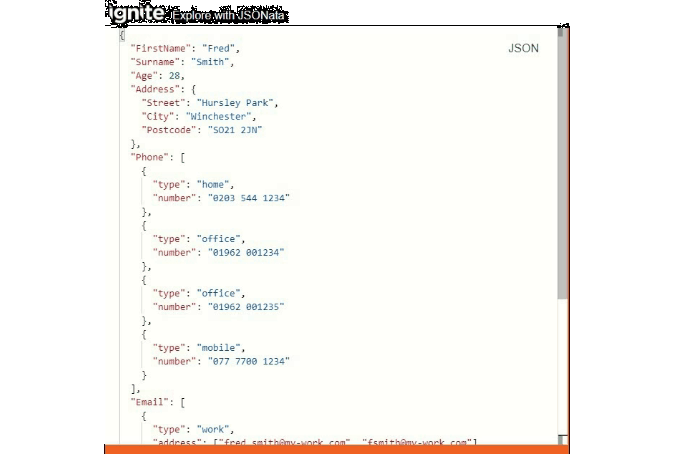 Ignite Explore with JSONata
JSON
{
"FirstName": "Fred",
"Surname": "Smith",
"Age": 28,
"Address": {
"Street": "Hursley Park",
"City": "Winchester",
"Postcode": "SO21 2JN"
},
"Phone": [
{
"type": "home",
"number": "0203 544 1234"
},
{
"type": "office",
"number": "01962 001234"
},
{
"type": "office",
"number": "01962 001235"
},
{
"type": "mobile",
"number": "077 7700 1234"
}
],
"Email": [
{
"type": "work",
"address": ["fred.smith@my-work.com", "fsmith@my-work.com"]